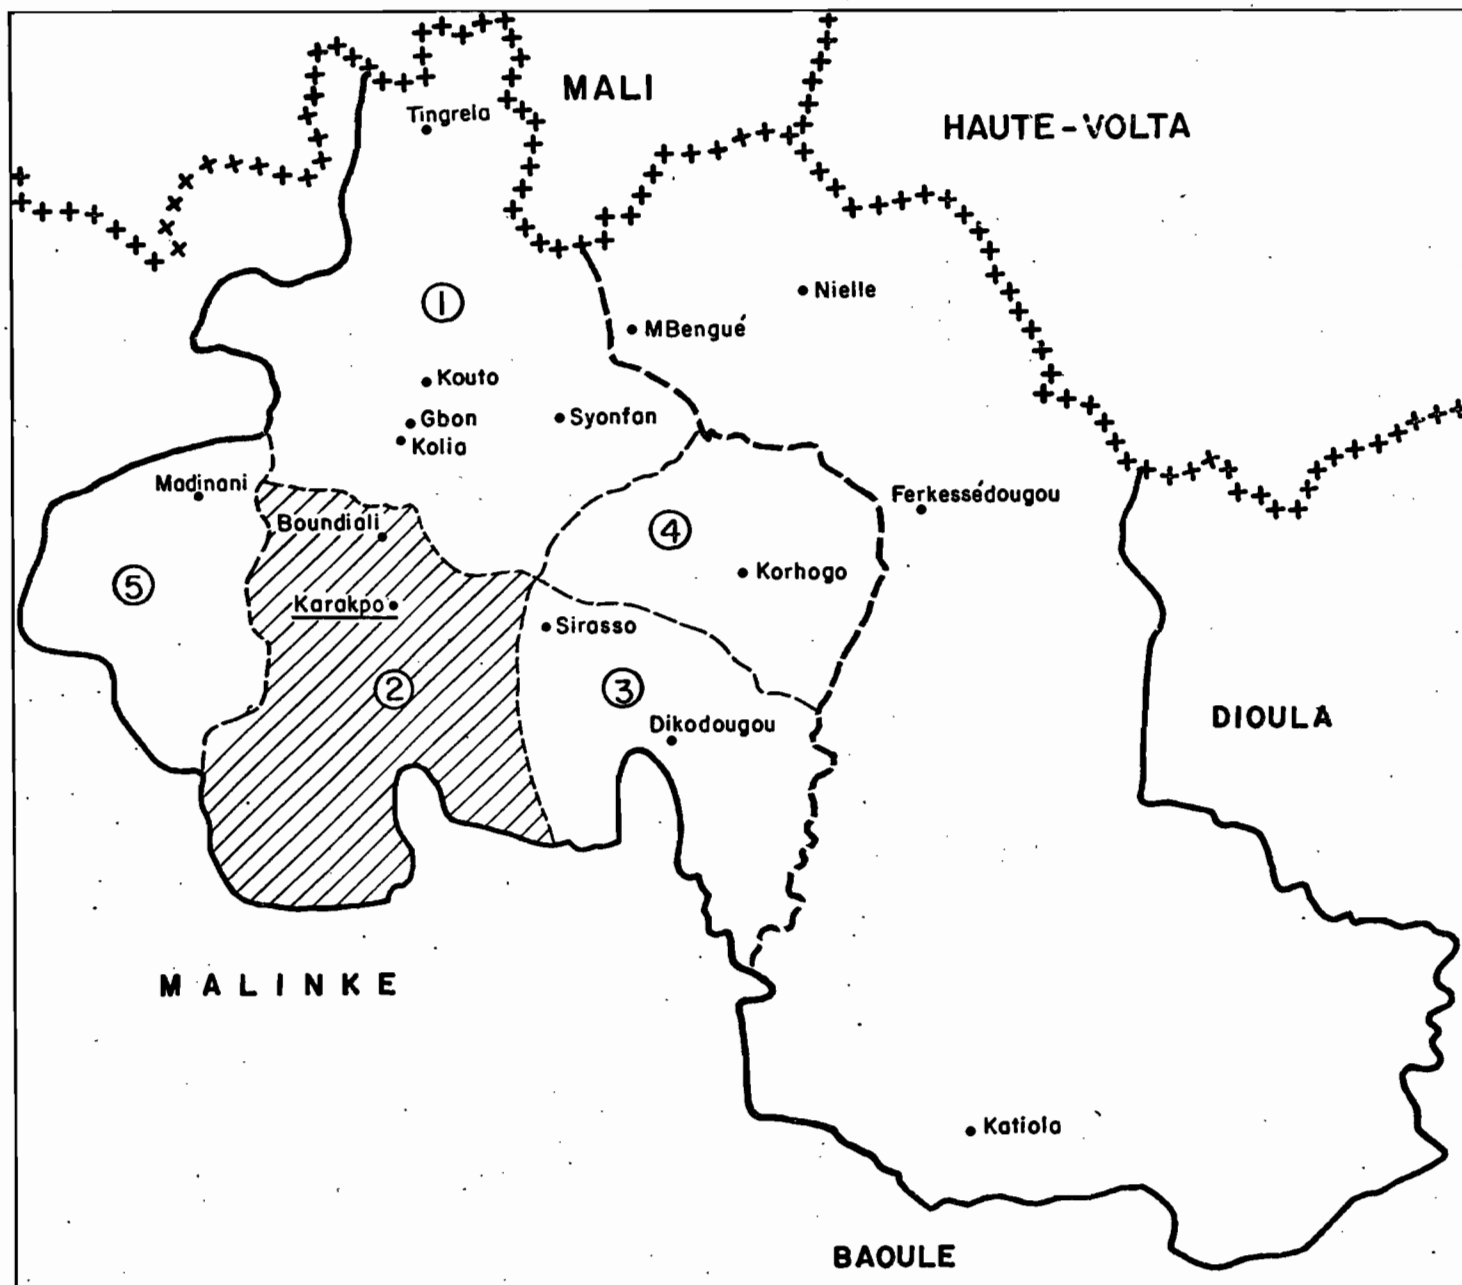 MALI
Tingrela
HAUTE-VOLTA
①
Nielle
MBengué
Kouto
Gbon
Syonfan
Kolia
Madinani
Ferkessédougou
Boundiali
④
Korhogo
⑤
Karakpo
Sirasso
②
③
Dikodougou
DIOULA
MALINKE
Katiola
BAOULE